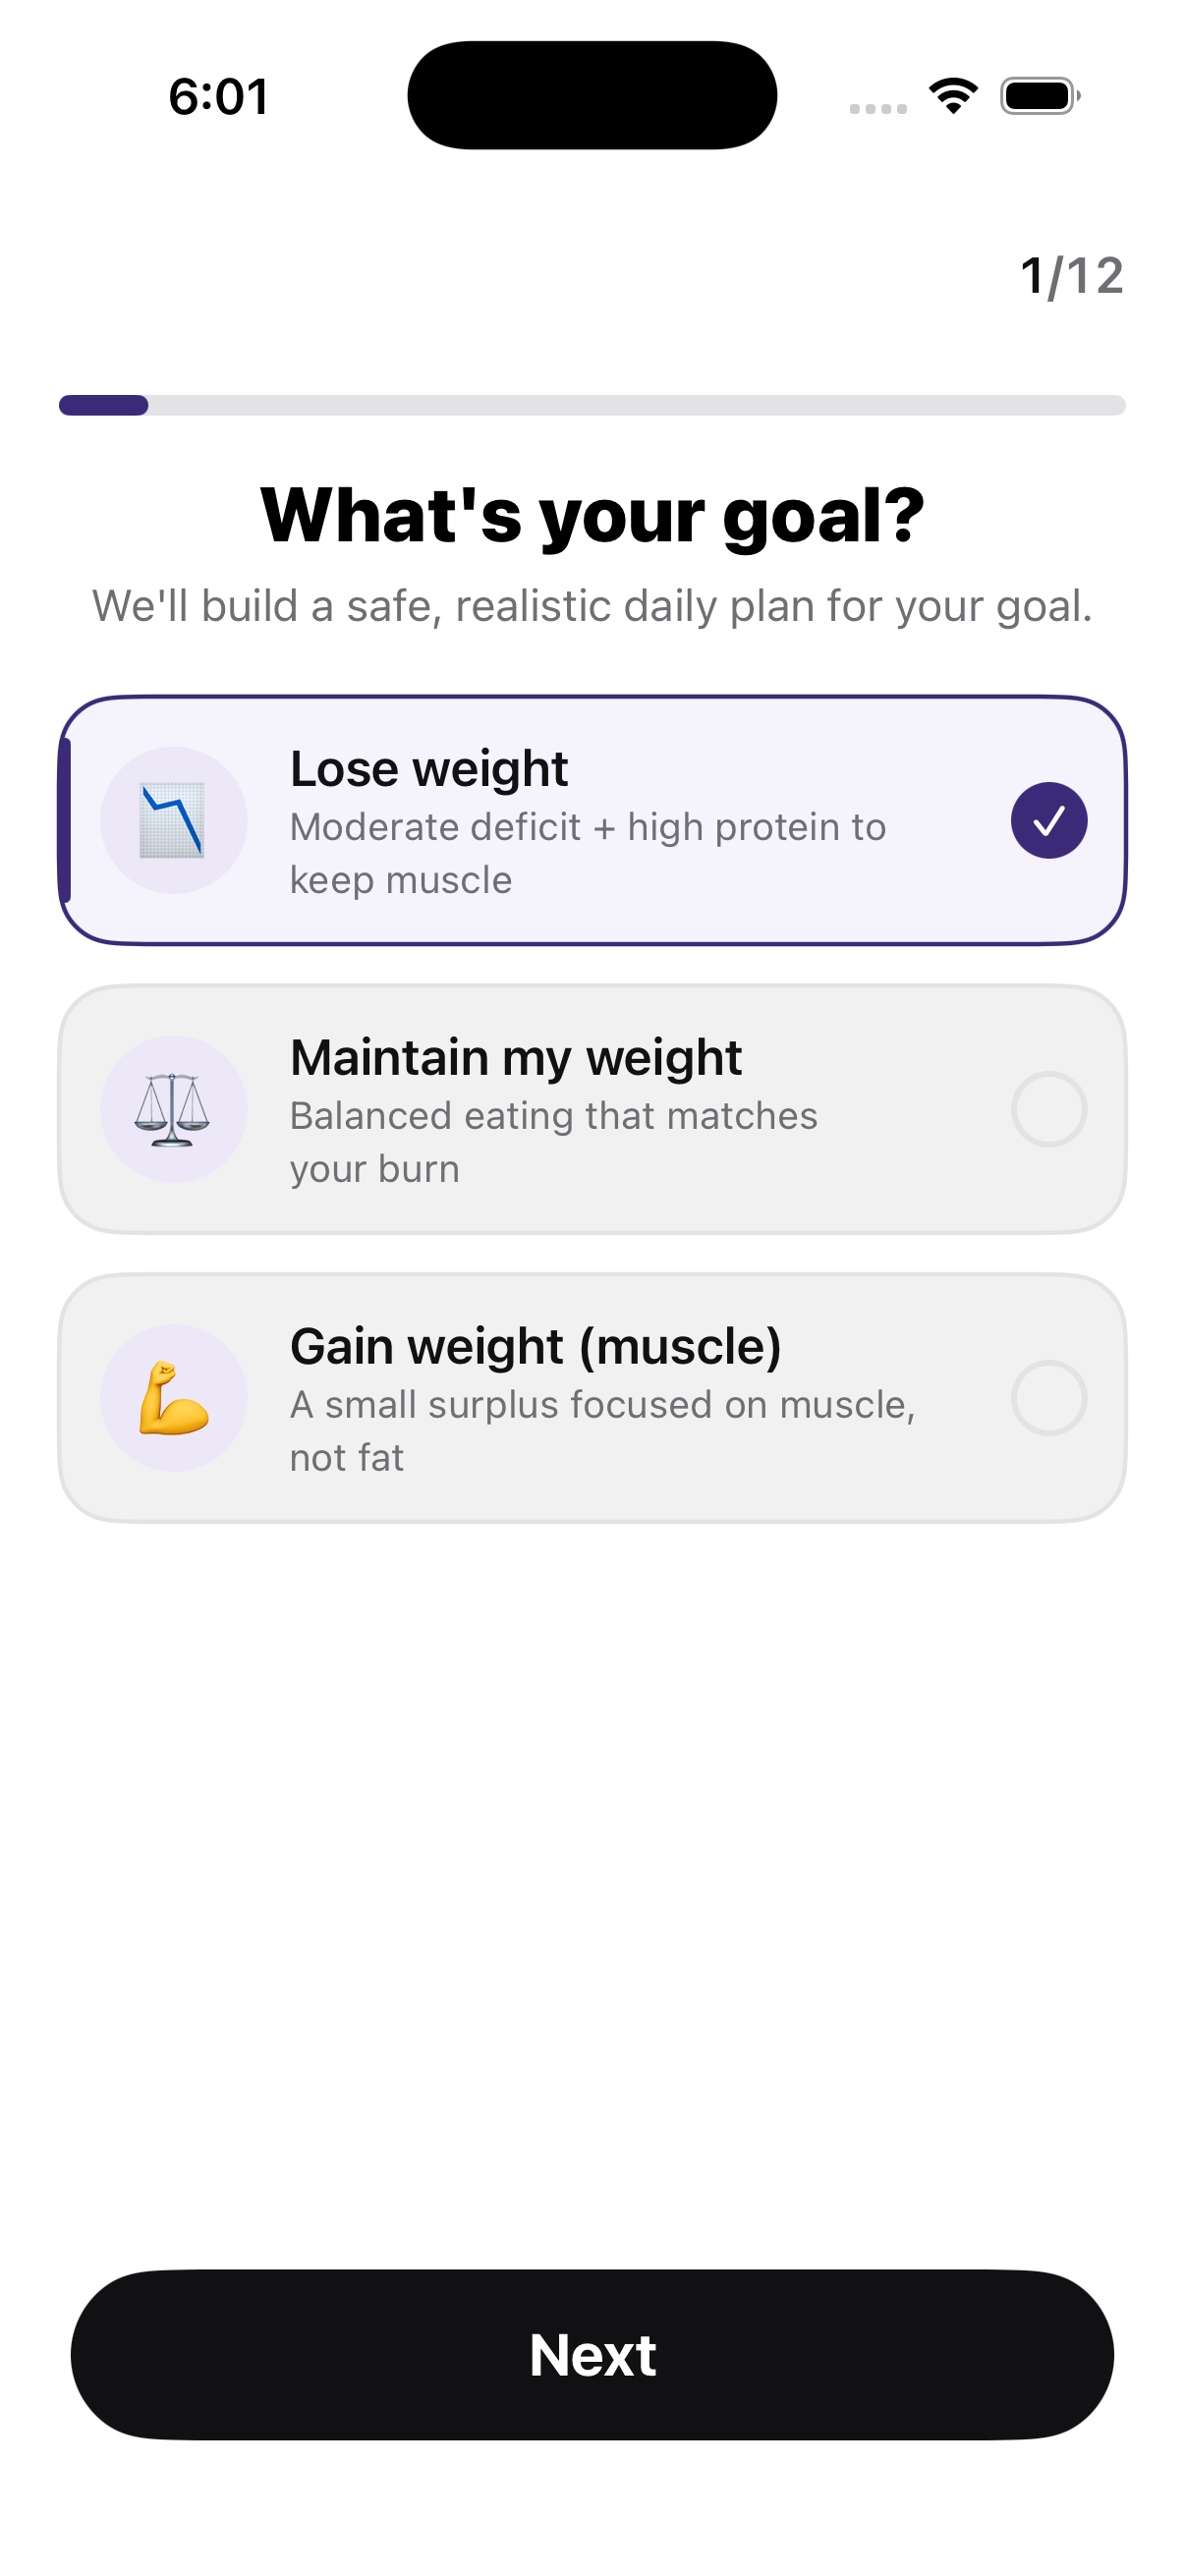 6:01
1/12
What's your goal?
We'll build a safe, realistic daily plan for your goal.
Lose weight
Moderate deficit + high protein to
keep muscle
Maintain my weight
Balanced eating that matches
your burn
Gain weight (muscle)
A small surplus focused on muscle,
not fat
Next